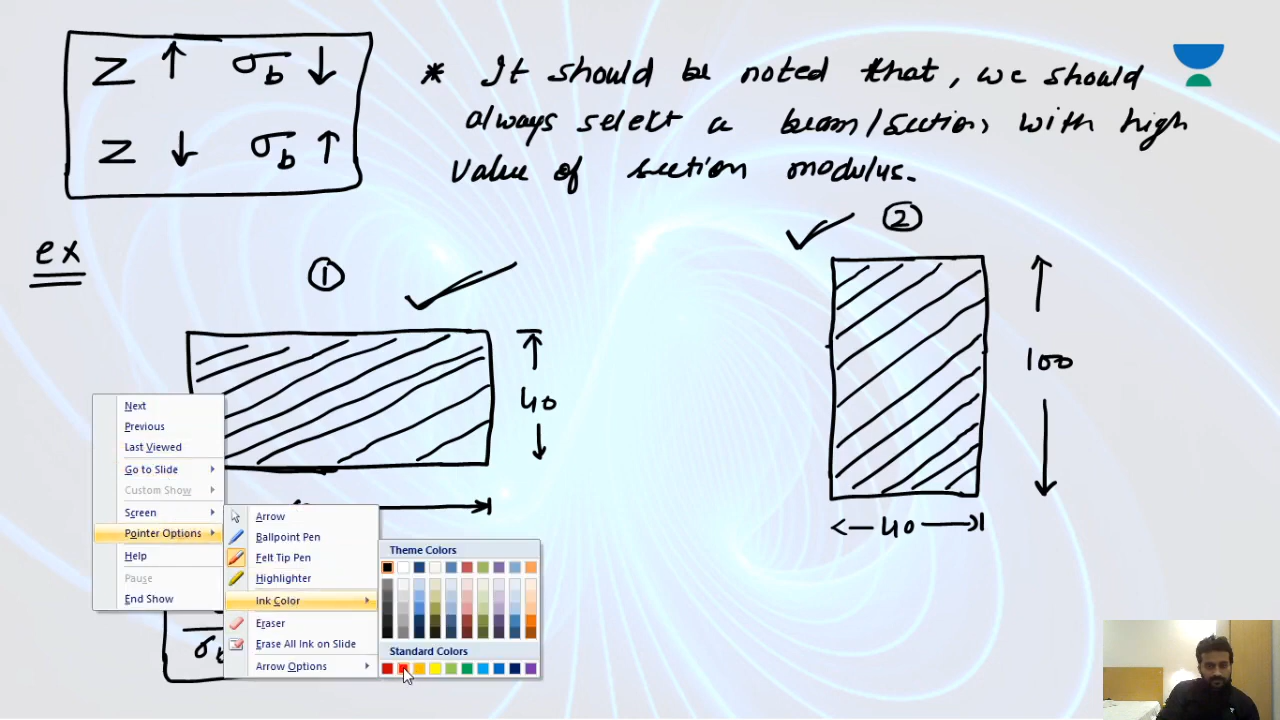 Z ↑ σb ↓
Z ↓ σb ↑
* It should be noted that, we should
always select a beam/section, with high
value of section modulus.
ex
①
②
40
100
40
σb
Next
Previous
Last Viewed
Go to Slide
Custom Show
Screen
Pointer Options
Help
Pause
End Show
Arrow
Ballpoint Pen
Felt Tip Pen
Highlighter
Ink Color
Eraser
Erase All Ink on Slide
Arrow Options
Theme Colors
Standard Colors